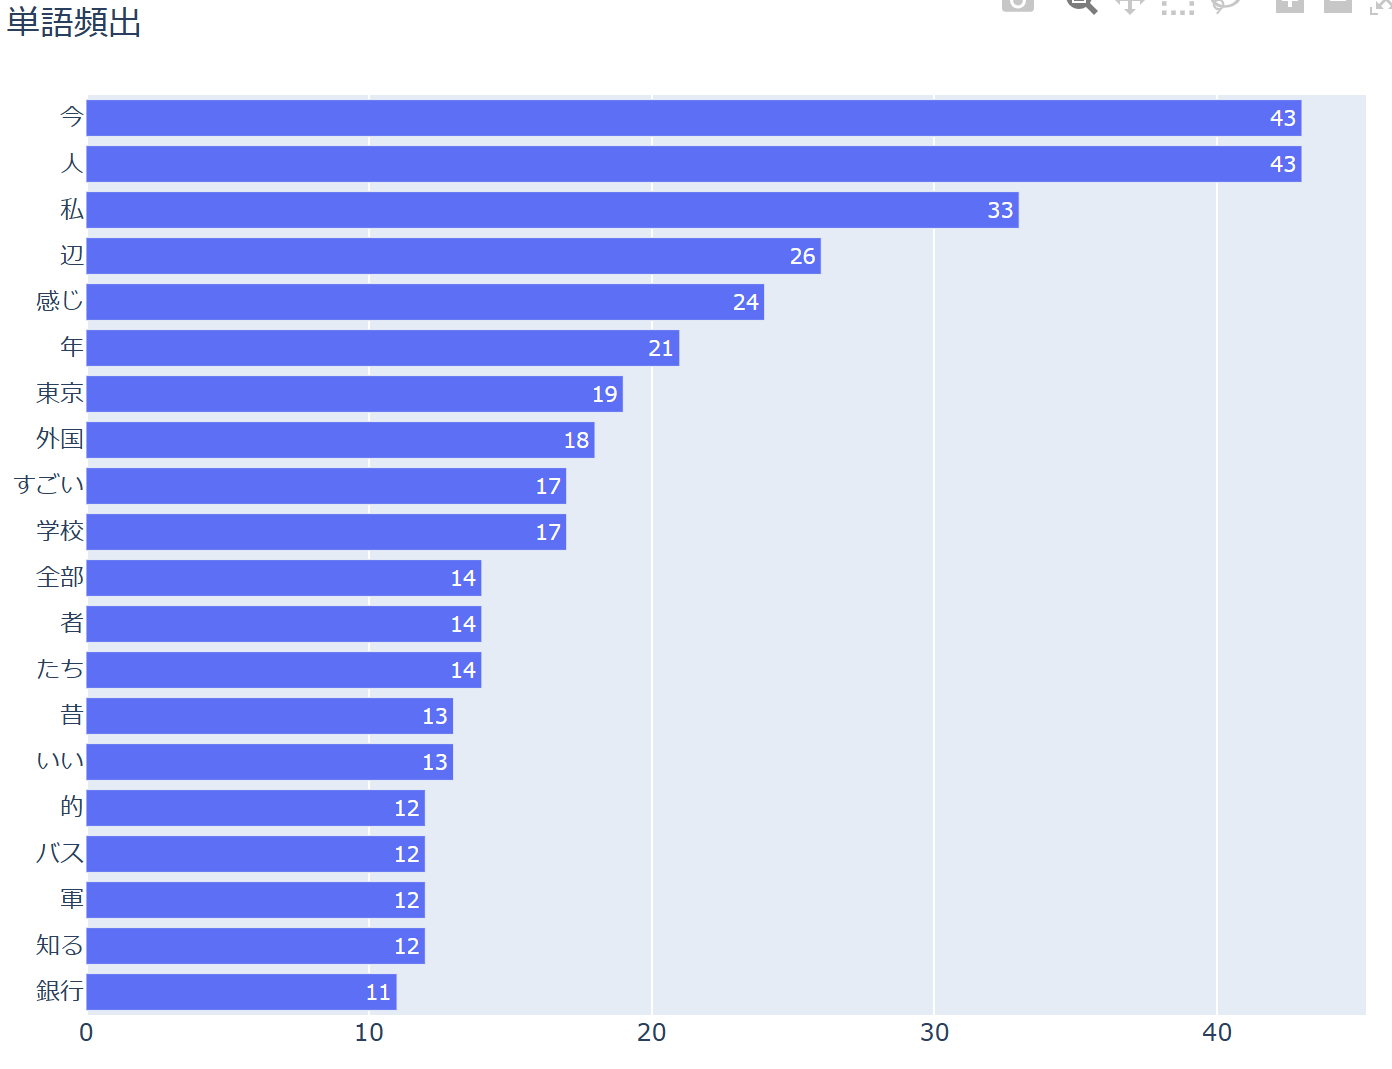 単語頻出
今 43
人 43
私 33
辺 26
感じ 24
年 21
東京 19
外国 18
すごい 17
学校 17
全部 14
者 14
たち 14
昔 13
いい 13
的 12
バス 12
軍 12
知る 12
銀行 11
0 10 20 30 40